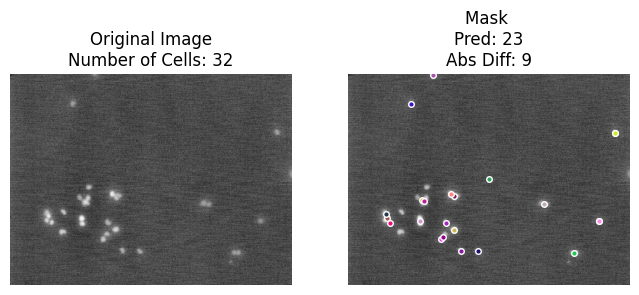 Original Image
Number of Cells: 32
Mask
Pred: 23
Abs Diff: 9